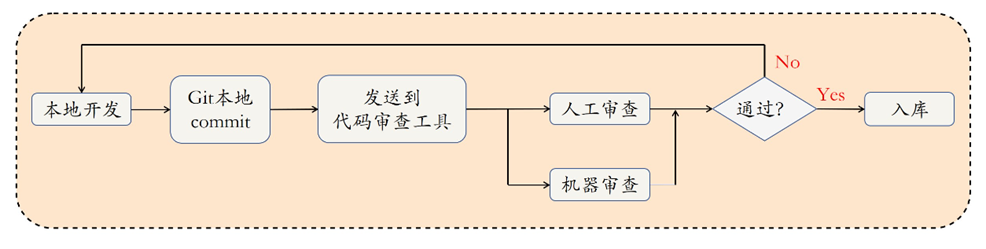 No
本地开发
Git本地
commit
发送到
代码审查工具
人工审查
通过?
Yes
入库
机器审查